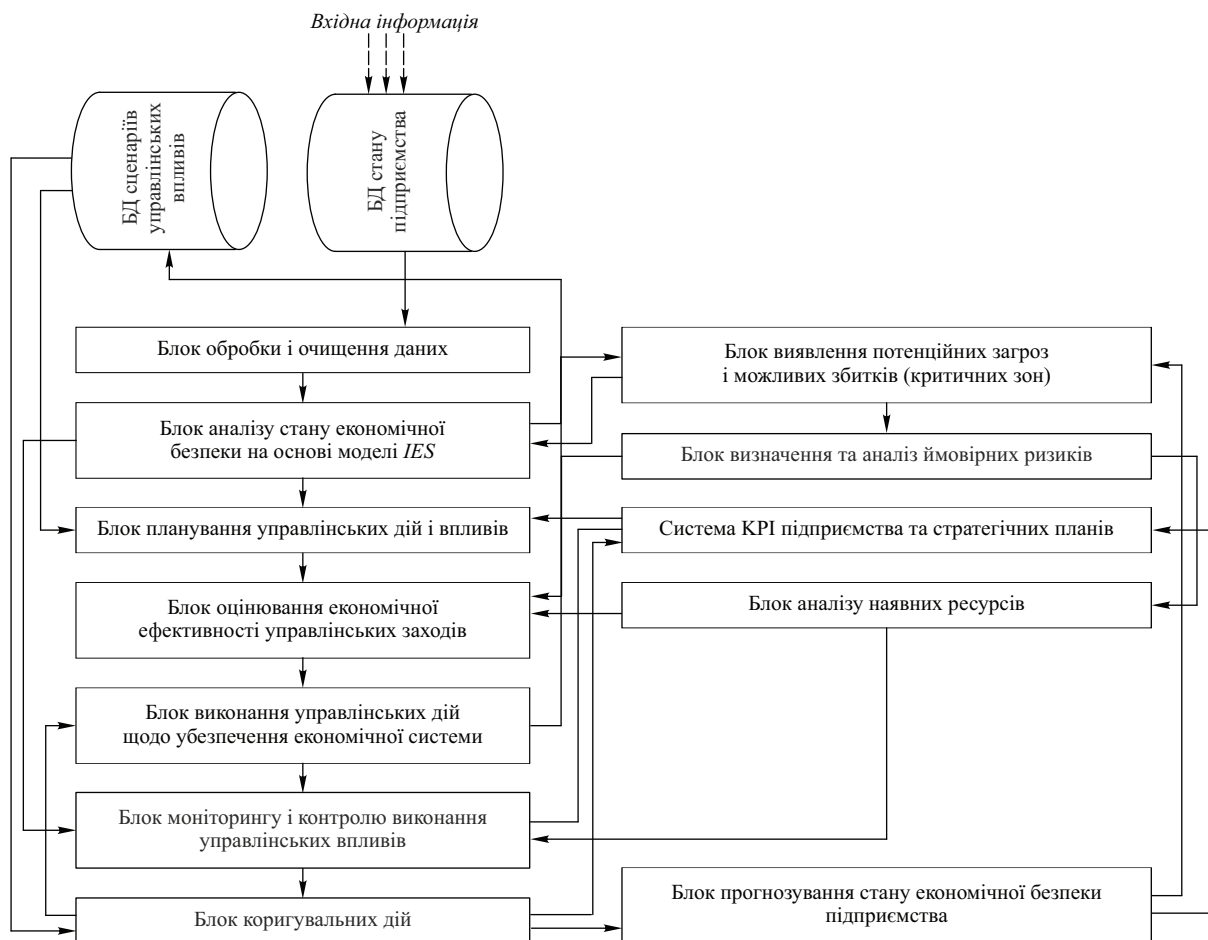 Вхідна інформація
БД сценаріїв
управлінських
впливів
БД стану
підприємства
Блок обробки і очищення даних
Блок аналізу стану економічної
безпеки на основі моделі IES
Блок планування управлінських дій і впливів
Блок оцінювання економічної
ефективності управлінських заходів
Блок виконання управлінських дій
щодо убезпечення економічної системи
Блок моніторингу і контролю виконання
управлінських впливів
Блок коригувальних дій
Блок виявлення потенційних загроз
і можливих збитків (критичних зон)
Блок визначення та аналіз ймовірних ризиків
Система KPI підприємства та стратегічних планів
Блок аналізу наявних ресурсів
Блок прогнозування стану економічної безпеки
підприємства